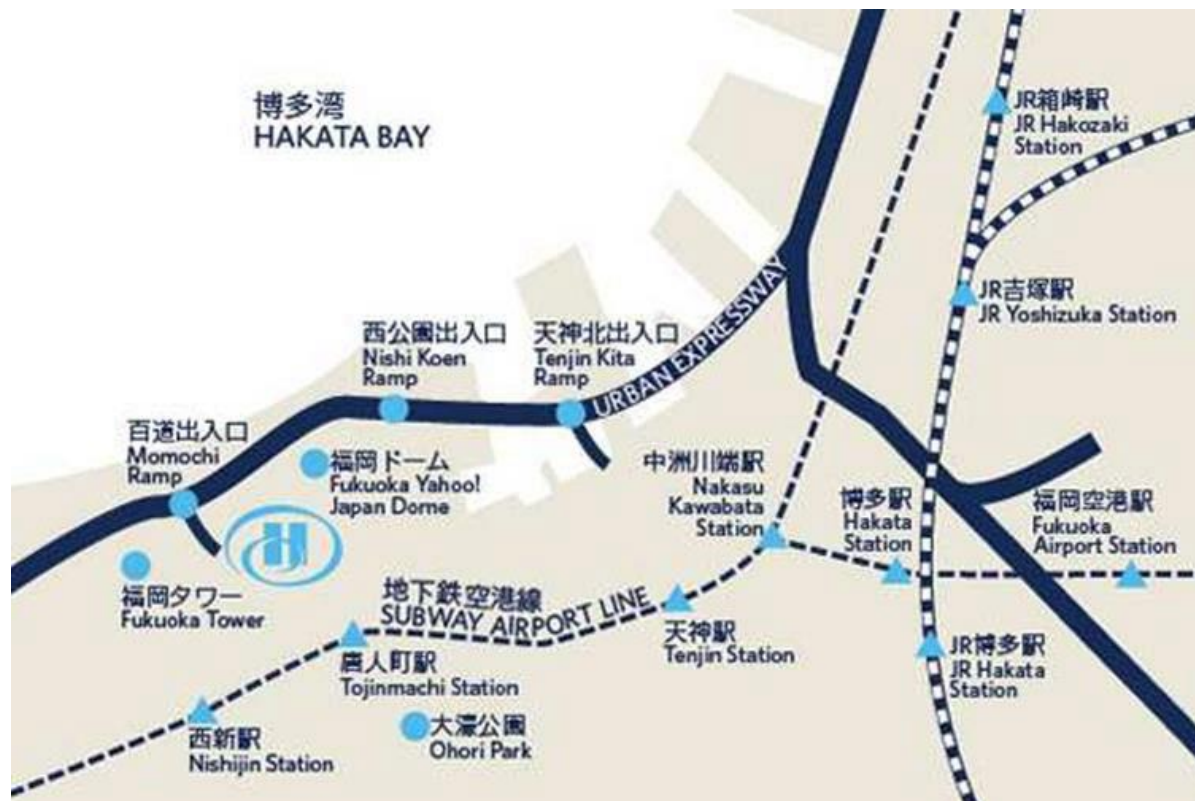 博多湾
HAKATA BAY
JR箱崎駅
JR Hakozaki
Station
JR吉塚駅
JR Yoshizuka Station
西公園出入口
Nishi Koen
Ramp
天神北出入口
Tenjin Kita
Ramp
URBAN EXPRESSWAY
百道出入口
Momochi
Ramp
福岡ドーム
Fukuoka Yahoo!
Japan Dome
中洲川端駅
Nakasu
Kawabata
Station
博多駅
Hakata
Station
福岡空港駅
Fukuoka
Airport Station
H
福岡タワー
Fukuoka Tower
地下鉄空港線
SUBWAY AIRPORT LINE
天神駅
Tenjin Station
JR博多駅
JR Hakata
Station
唐人町駅
Tojinmachi Station
大濠公園
Ohori Park
西新駅
Nishijin Station